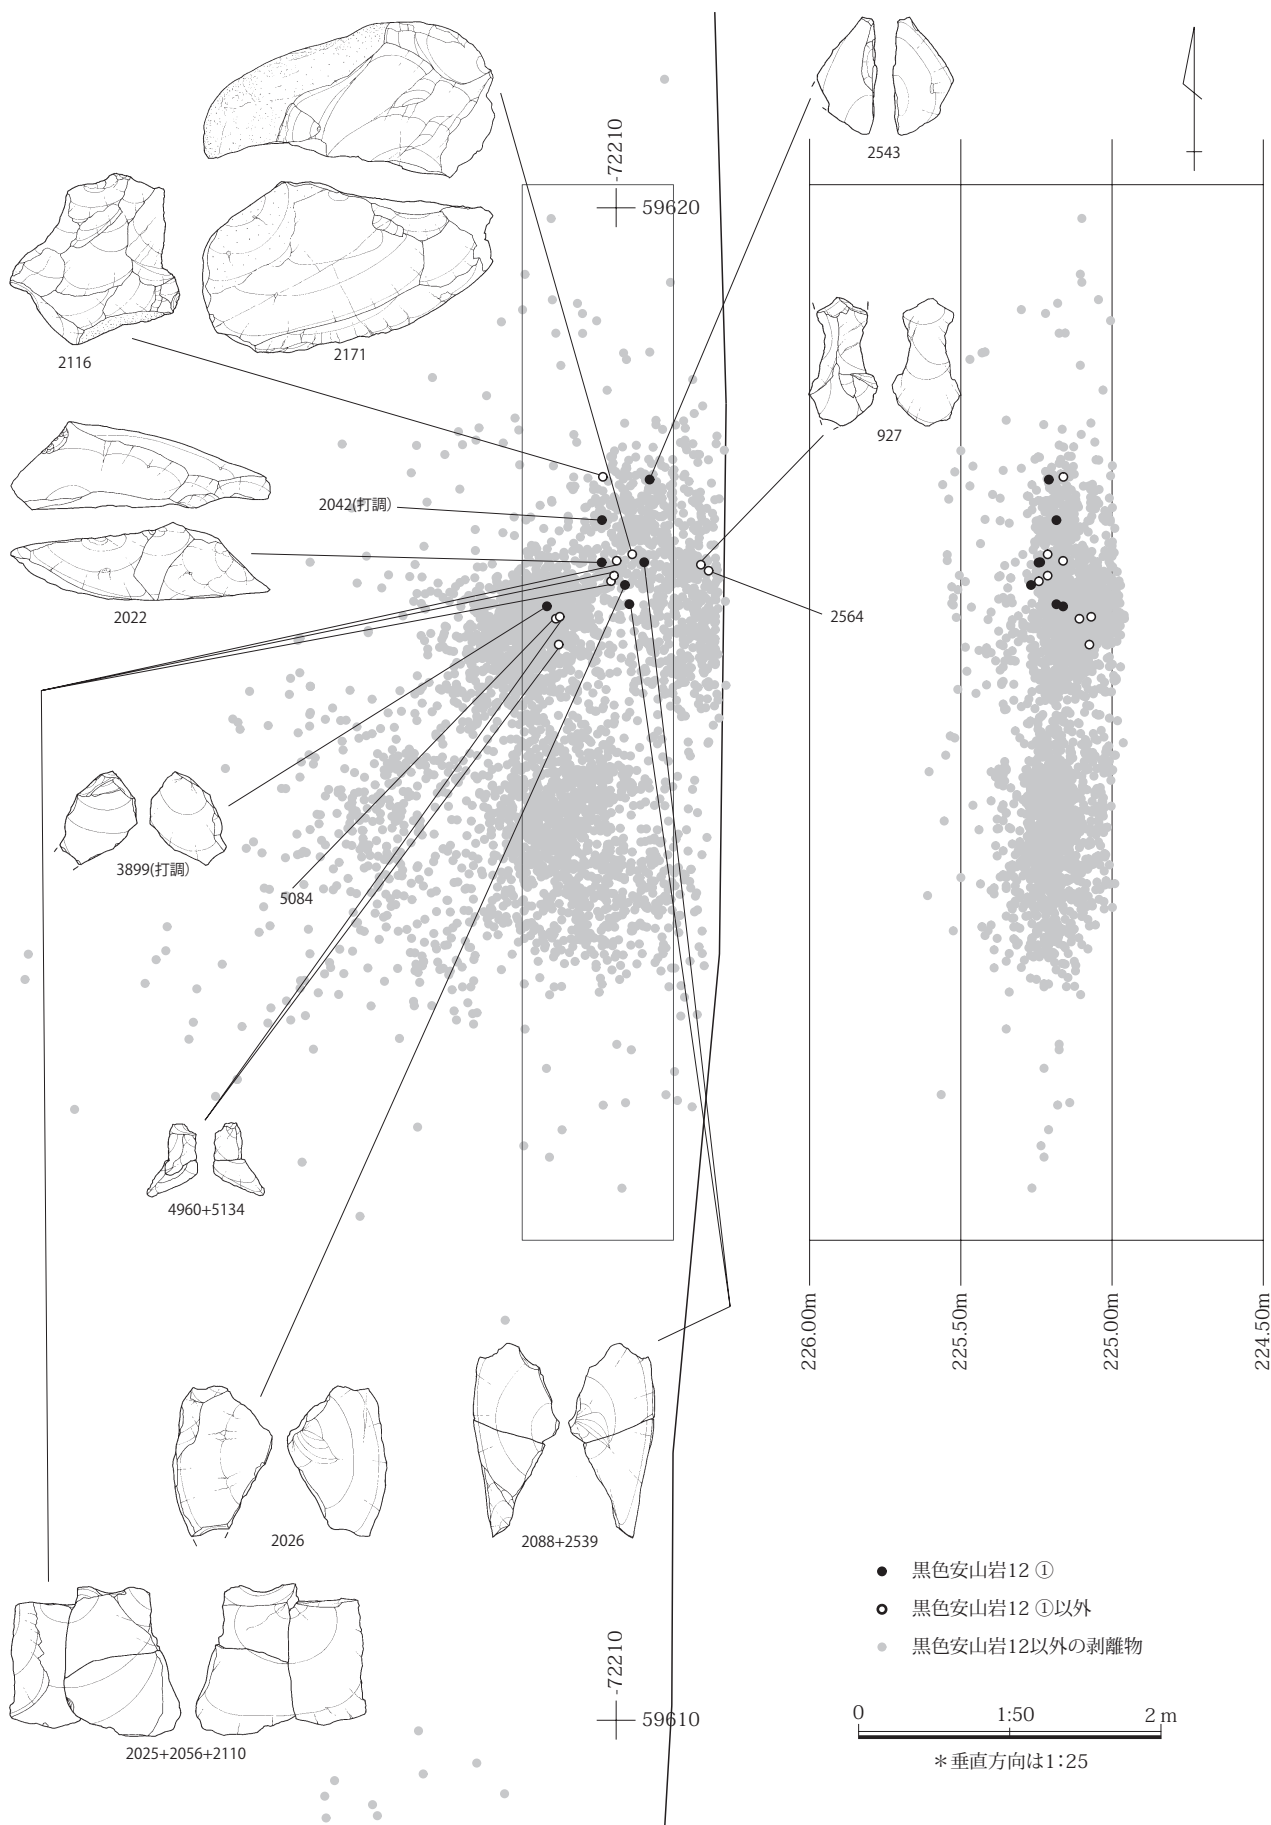 2543
-72210
59620
2116
2171
927
2042(打調)
2022
2564
3899(打調)
5084
4960+5134
226.00m
225.50m
225.00m
224.50m
2026
2088+2539
● 黒色安山岩12 ①
○ 黒色安山岩12 ①以外
● 黒色安山岩12以外の剥離物
-72210
59610
0 1:50 2 m
＊垂直方向は1:25
2025+2056+2110